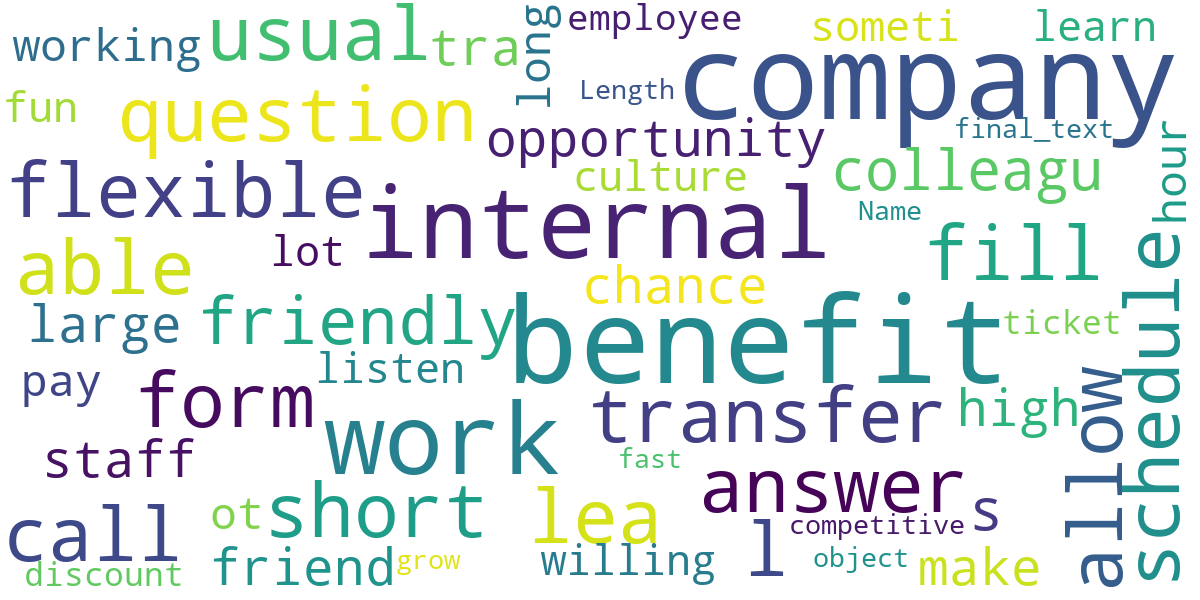 working
usual
tra
long
employee
someti
learn
fun
question
Length
company
opportunity
final_text
flexible
culture
colleagu
hour
internal
Name
able
lot
fill
chance
large
friendly
benefit
ticket
schedule
pay
listen
form
transfer
high
allow
work
staff
fast
answer
call
ot
short
lea
l
competitive
s
discount
friend
grow
willing
object
make